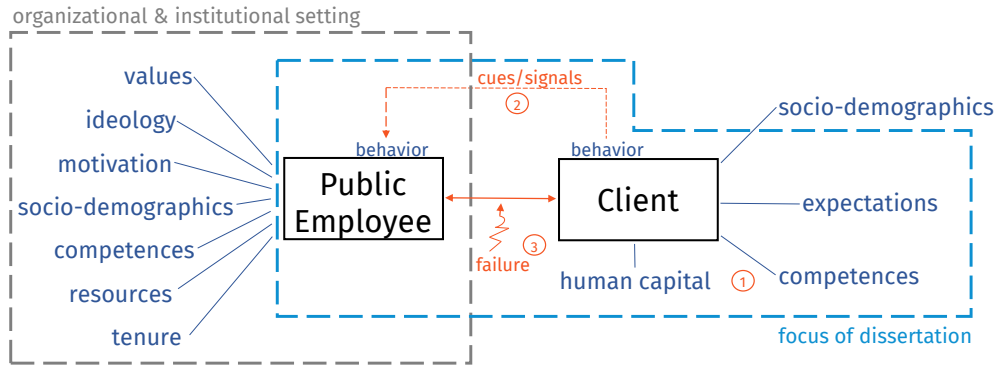 organizational & institutional setting
values
ideology
motivation
socio-demographics
competences
resources
tenure
cues/signals
2
behavior
Public
Employee
behavior
Client
3
failure
human capital
1
socio-demographics
expectations
competences
focus of dissertation